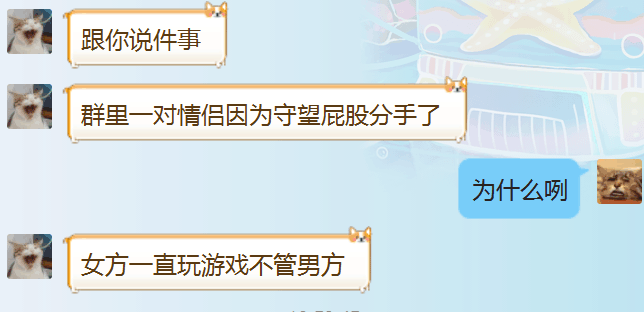 跟你说件事
群里一对情侣因为守望屁股分手了
为什么咧
女方一直玩游戏不管男方